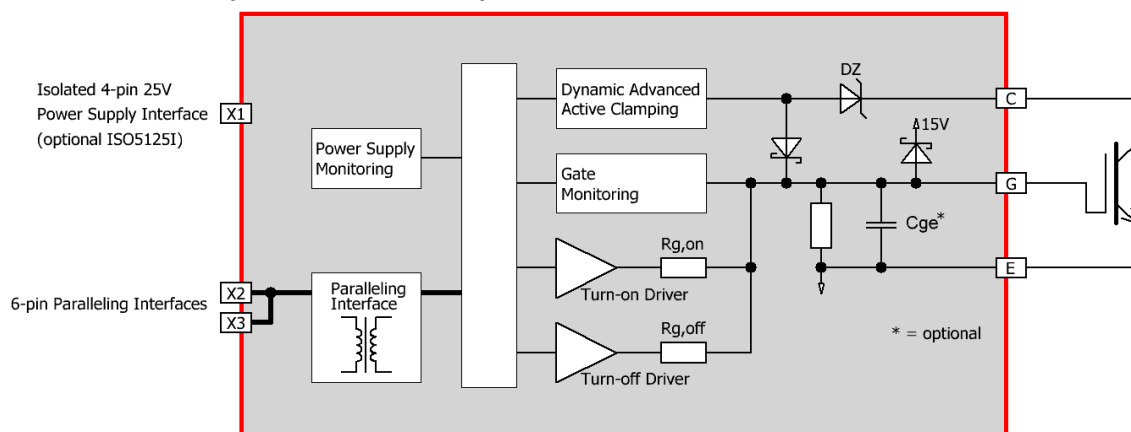 Isolated 4-pin 25V
Power Supply Interface
(optional ISO5125I)
X1
Power Supply
Monitoring
Dynamic Advanced
Active Clamping
DZ
C
15V
Gate
Monitoring
G
Cge*
Rg,on
Turn-on Driver
E
6-pin Paralleling Interfaces
X2
X3
Paralleling
Interface
Rg,off
Turn-off Driver
* = optional